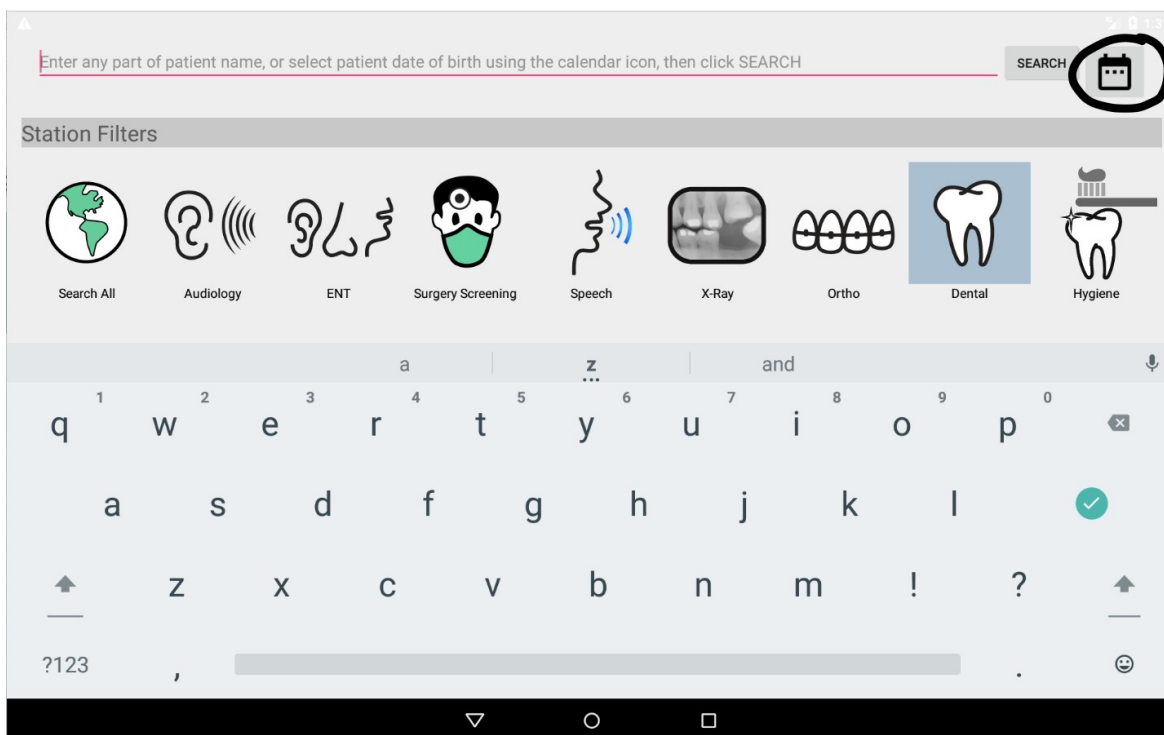 1:3
Enter any part of patient name, or select patient date of birth using the calendar icon, then click SEARCH
SEARCH
Station Filters
Search All Audiology ENT Surgery Screening Speech X-Ray Ortho Dental Hygiene
a z and
1 2 3 4 5 6 7 8 9 0
q w e r t y u i o p
a s d f g h j k l
z x c v b n m ! ?
?123 , .